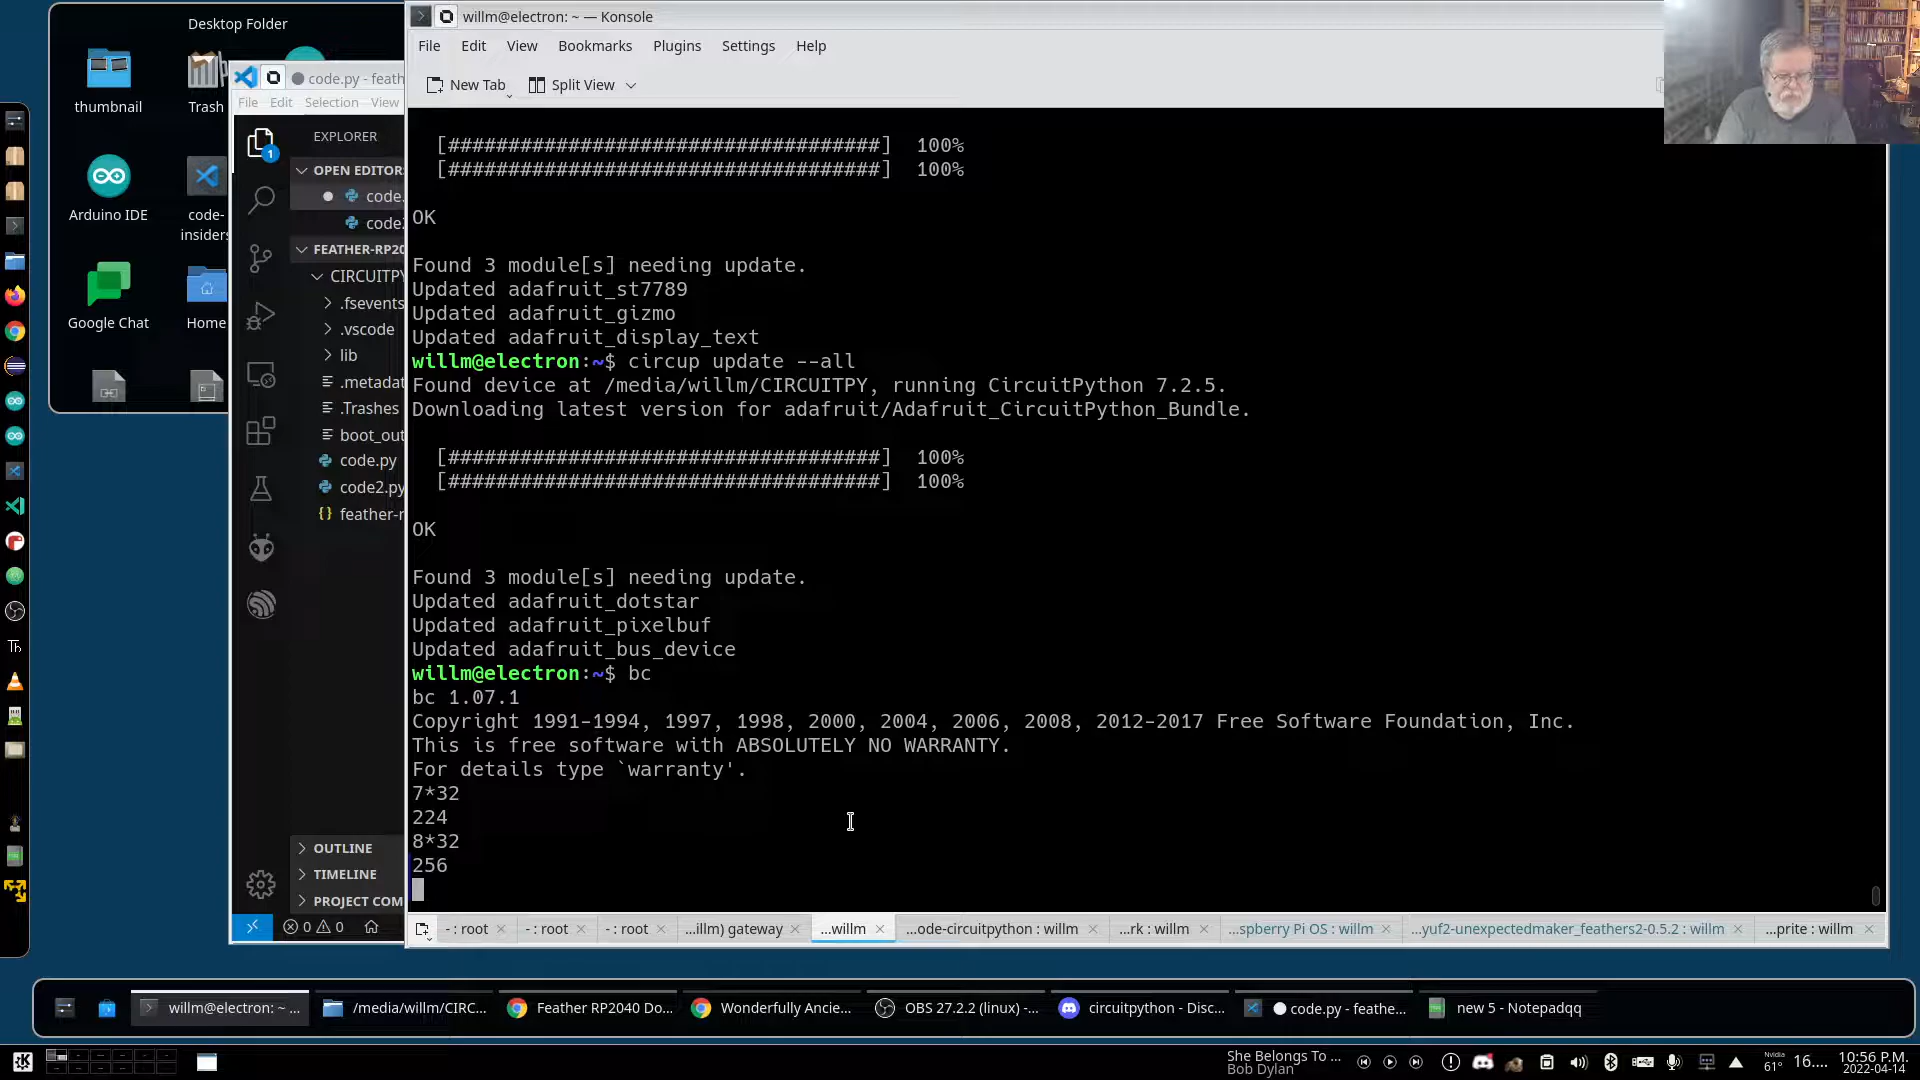 Desktop Folder
thumbnail
Trash
Arduino IDE
code-
insiders
Google Chat
Home
code.py - feath
File Edit Selection View
EXPLORER
OPEN EDITOR
code.
code
FEATHER-RP20
CIRCUITPY
.fsevents
.vscode
lib
.metadat
.Trashes
boot_out
code.py
code2.py
feather-r
OUTLINE
TIMELINE
PROJECT COM
0 0
willm@electron: ~ — Konsole
File Edit View Bookmarks Plugins Settings Help
New Tab Split View
[####################################] 100%
[####################################] 100%
OK
Found 3 module[s] needing update.
Updated adafruit_st7789
Updated adafruit_gizmo
Updated adafruit_display_text
willm@electron:~$ circup update --all
Found device at /media/willm/CIRCUITPY, running CircuitPython 7.2.5.
Downloading latest version for adafruit/Adafruit_CircuitPython_Bundle.
[####################################] 100%
[####################################] 100%
OK
Found 3 module[s] needing update.
Updated adafruit_dotstar
Updated adafruit_pixelbuf
Updated adafruit_bus_device
willm@electron:~$ bc
bc 1.07.1
Copyright 1991-1994, 1997, 1998, 2000, 2004, 2006, 2008, 2012-2017 Free Software Foundation, Inc.
This is free software with ABSOLUTELY NO WARRANTY.
For details type `warranty'.
7*32
224
8*32
256
- : root - : root - : root ...illm) gateway ...willm ...ode-circuitpython : willm ...rk : willm ...spberry Pi OS : willm ...yuf2-unexpectedmaker_feathers2-0.5.2 : willm ...prite : willm
willm@electron: ~ ... /media/willm/CIRC... Feather RP2040 Do... Wonderfully Ancie... OBS 27.2.2 (linux) -... circuitpython - Disc... code.py - feathe... new 5 - Notepadqq
She Belongs To ...
Bob Dylan
Nvidia
61°
16....
10:56 P.M.
2022-04-14